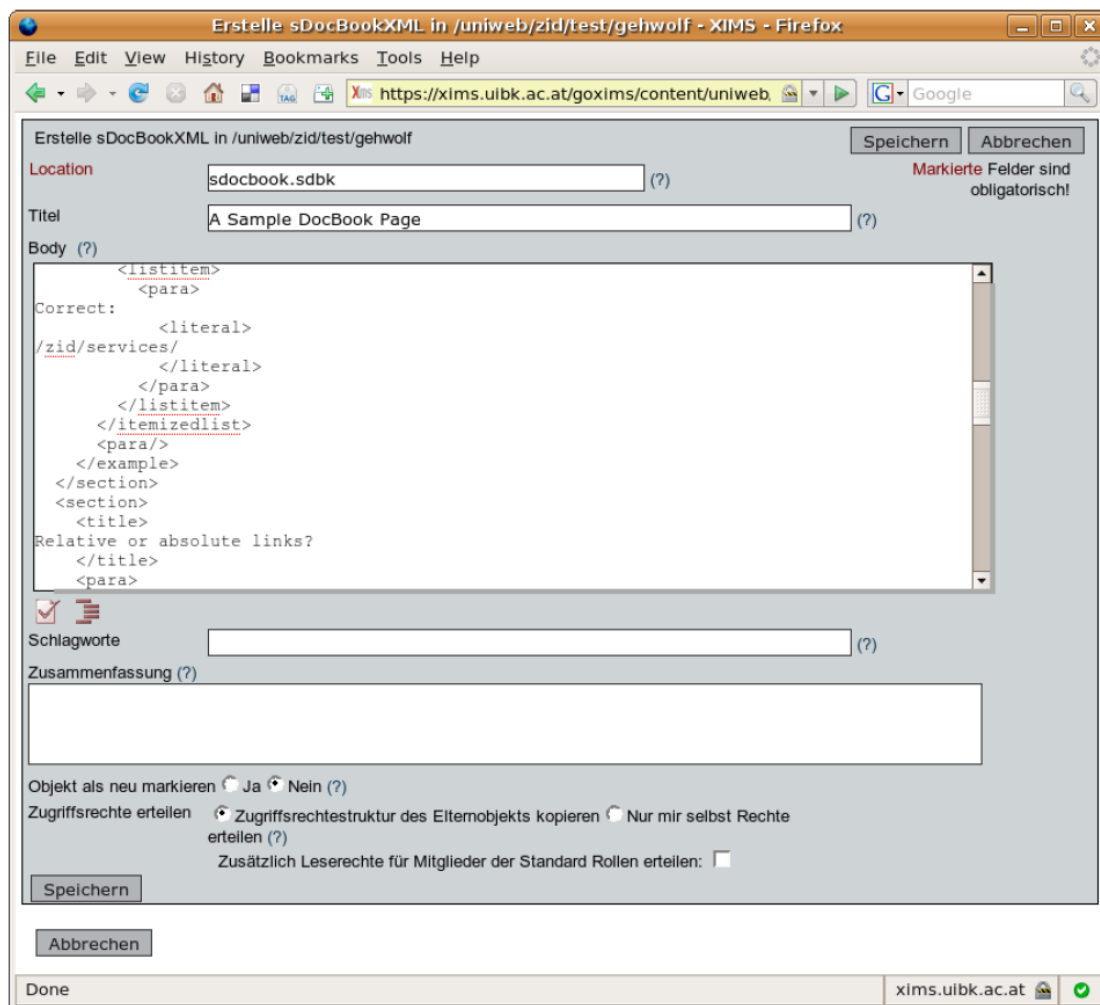 Erstelle sDocBookXML in /uniweb/zid/test/gehwolf - XIMS - Firefox
File Edit View History Bookmarks Tools Help
TAG XIMS https://xims.uibk.ac.at/goxims/content/uniweb, G Google
Erstelle sDocBookXML in /uniweb/zid/test/gehwolf Speichern Abbrechen
Location sdocbook.sdbk (?) Markierte Felder sind
obligatorisch!
Titel A Sample DocBook Page (?)
Body (?)
<listitem>
<para>
Correct:
<literal>
/zid/services/
</literal>
</para>
</listitem>
</itemizedlist>
<para/>
</example>
</section>
<section>
<title>
Relative or absolute links?
</title>
<para>
Schlagworte (?)
Zusammenfassung (?)
Objekt als neu markieren Ja Nein (?)
Zugriffsrechte erteilen Zugriffsrechtestruktur des Elternobjekts kopieren Nur mir selbst Rechte
erteilen (?)
Zusätzlich Leserechte für Mitglieder der Standard Rollen erteilen:
Speichern
Abbrechen
Done xims.uibk.ac.at